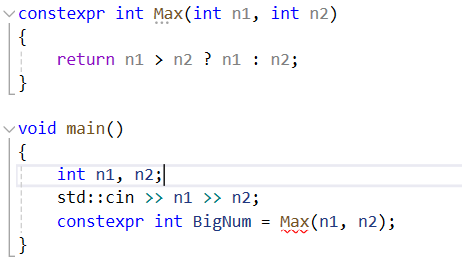 constexpr int Max(int n1, int n2)
{
return n1 > n2 ? n1 : n2;
}
void main()
{
int n1, n2;
std::cin >> n1 >> n2;
constexpr int BigNum = Max(n1, n2);
}